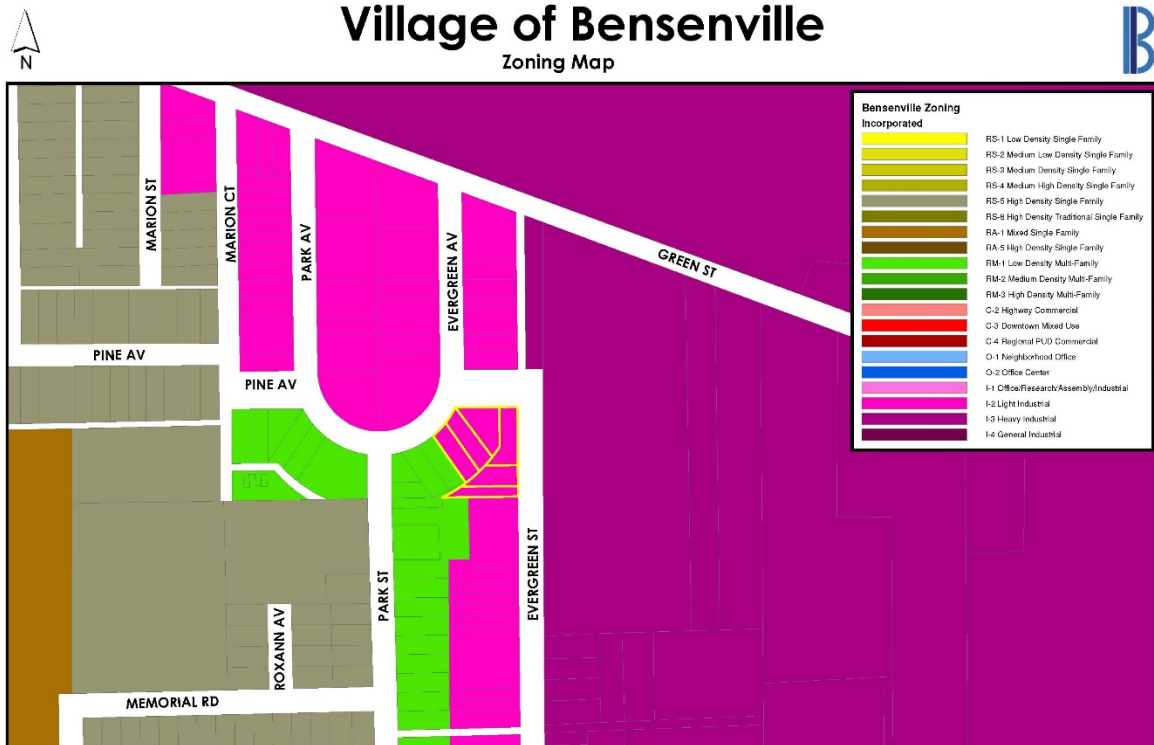 Village of Bensenville
Zoning Map
N
B
Bensenville Zoning
Incorporated
RS-1 Low Density Single Family
RS-2 Medium Low Density Single Family
RS-3 Medium Density Single Family
RS-4 Medium High Density Single Family
RS-5 High Density Single Family
RS-6 High Density Traditional Single Family
RA-1 Mixed Single Family
RA-5 High Density Single Family
RM-1 Low Density Multi-Family
RM-2 Medium Density Multi-Family
RM-3 High Density Multi-Family
C-2 Highway Commercial
C-3 Downtown Mixed Use
C-4 Regional PUD Commercial
O-1 Neighborhood Office
O-2 Office Center
I-1 Office/Research/Assembly/Industrial
I-2 Light Industrial
I-3 Heavy Industrial
I-4 General Industrial
MARION ST
MARION CT
PARK AV
EVERGREEN AV
GREEN ST
PINE AV
PINE AV
PARK ST
EVERGREEN ST
ROXANN AV
MEMORIAL RD